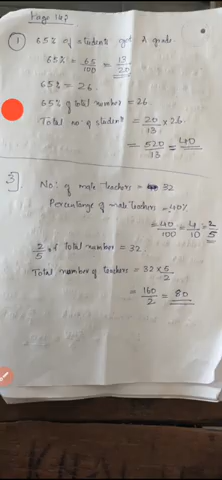 Page 147
① 65% of students got A grade
65% = 65/100 = 13/20
65% = 26.
65% of total number = 26.
Total no: of students = 20/13 × 26
= 520/13 = 40
3]. No: of male teachers = 32
Percentage of male teachers = 40%
= 40/100 = 4/10 = 2/5
2/5 of Total number = 32.
Total number of teachers = 32 × 5/2
= 160/2 = 80